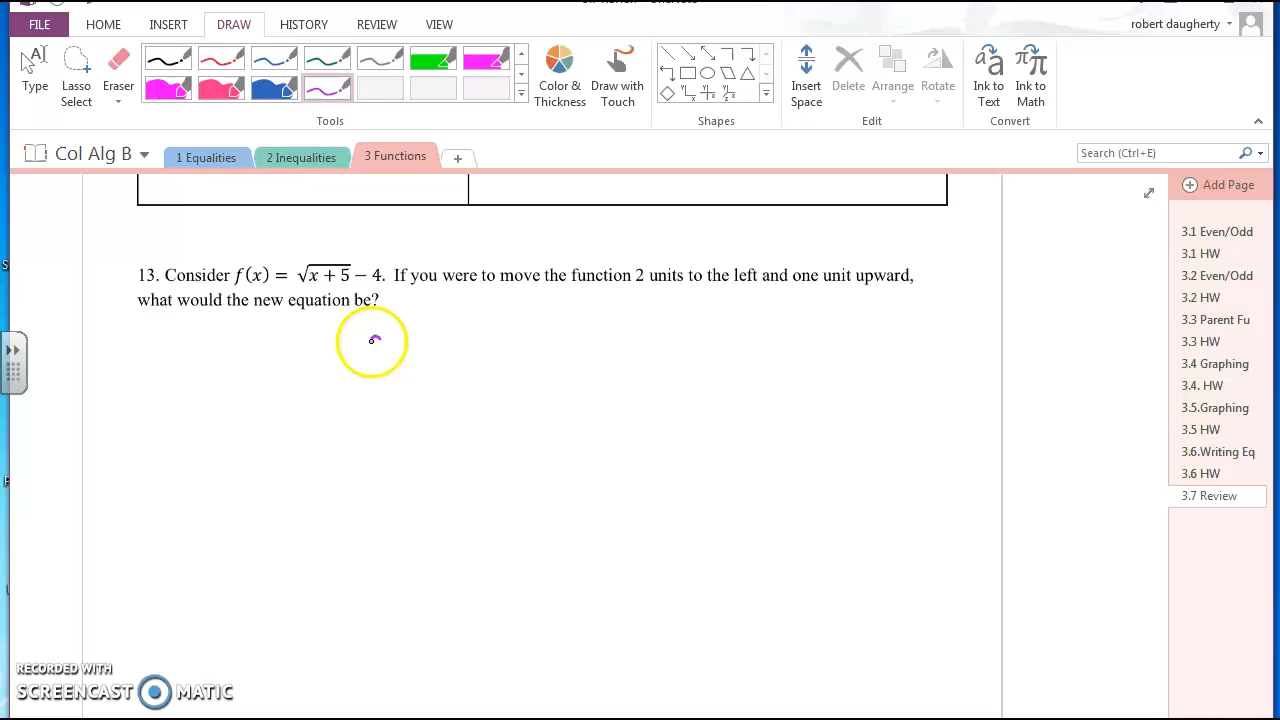 FILE HOME INSERT DRAW HISTORY REVIEW VIEW robert daugherty
Type Lasso Select Eraser Color & Thickness Draw with Touch Insert Space Delete Arrange Rotate Ink to Text Ink to Math
Tools Shapes Edit Convert
Col Alg B 1 Equalities 2 Inequalities 3 Functions + Search (Ctrl+E)
Add Page
3.1 Even/Odd
3.1 HW
3.2 Even/Odd
3.2 HW
3.3 Parent Fu
3.3 HW
3.4 Graphing
3.4. HW
3.5.Graphing
3.5 HW
3.6.Writing Eq
3.6 HW
3.7 Review
13. Consider f(x) = √(x + 5) − 4. If you were to move the function 2 units to the left and one unit upward,
what would the new equation be?
RECORDED WITH
SCREENCAST MATIC